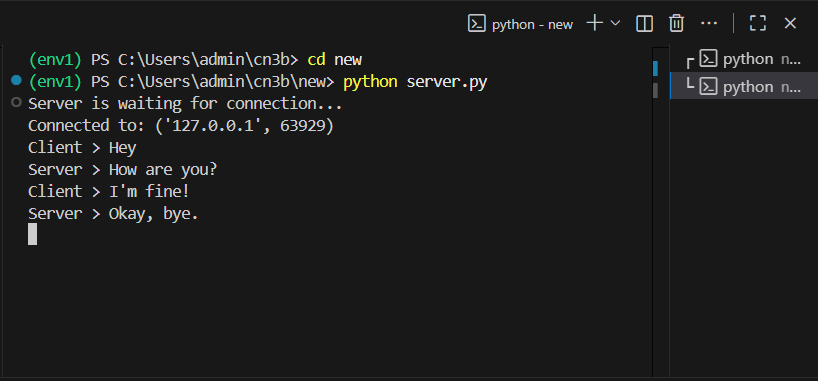 python - new
(env1) PS C:\Users\admin\cn3b> cd new
(env1) PS C:\Users\admin\cn3b\new> python server.py
Server is waiting for connection...
Connected to: ('127.0.0.1', 63929)
Client > Hey
Server > How are you?
Client > I'm fine!
Server > Okay, bye.
python n...
python n...